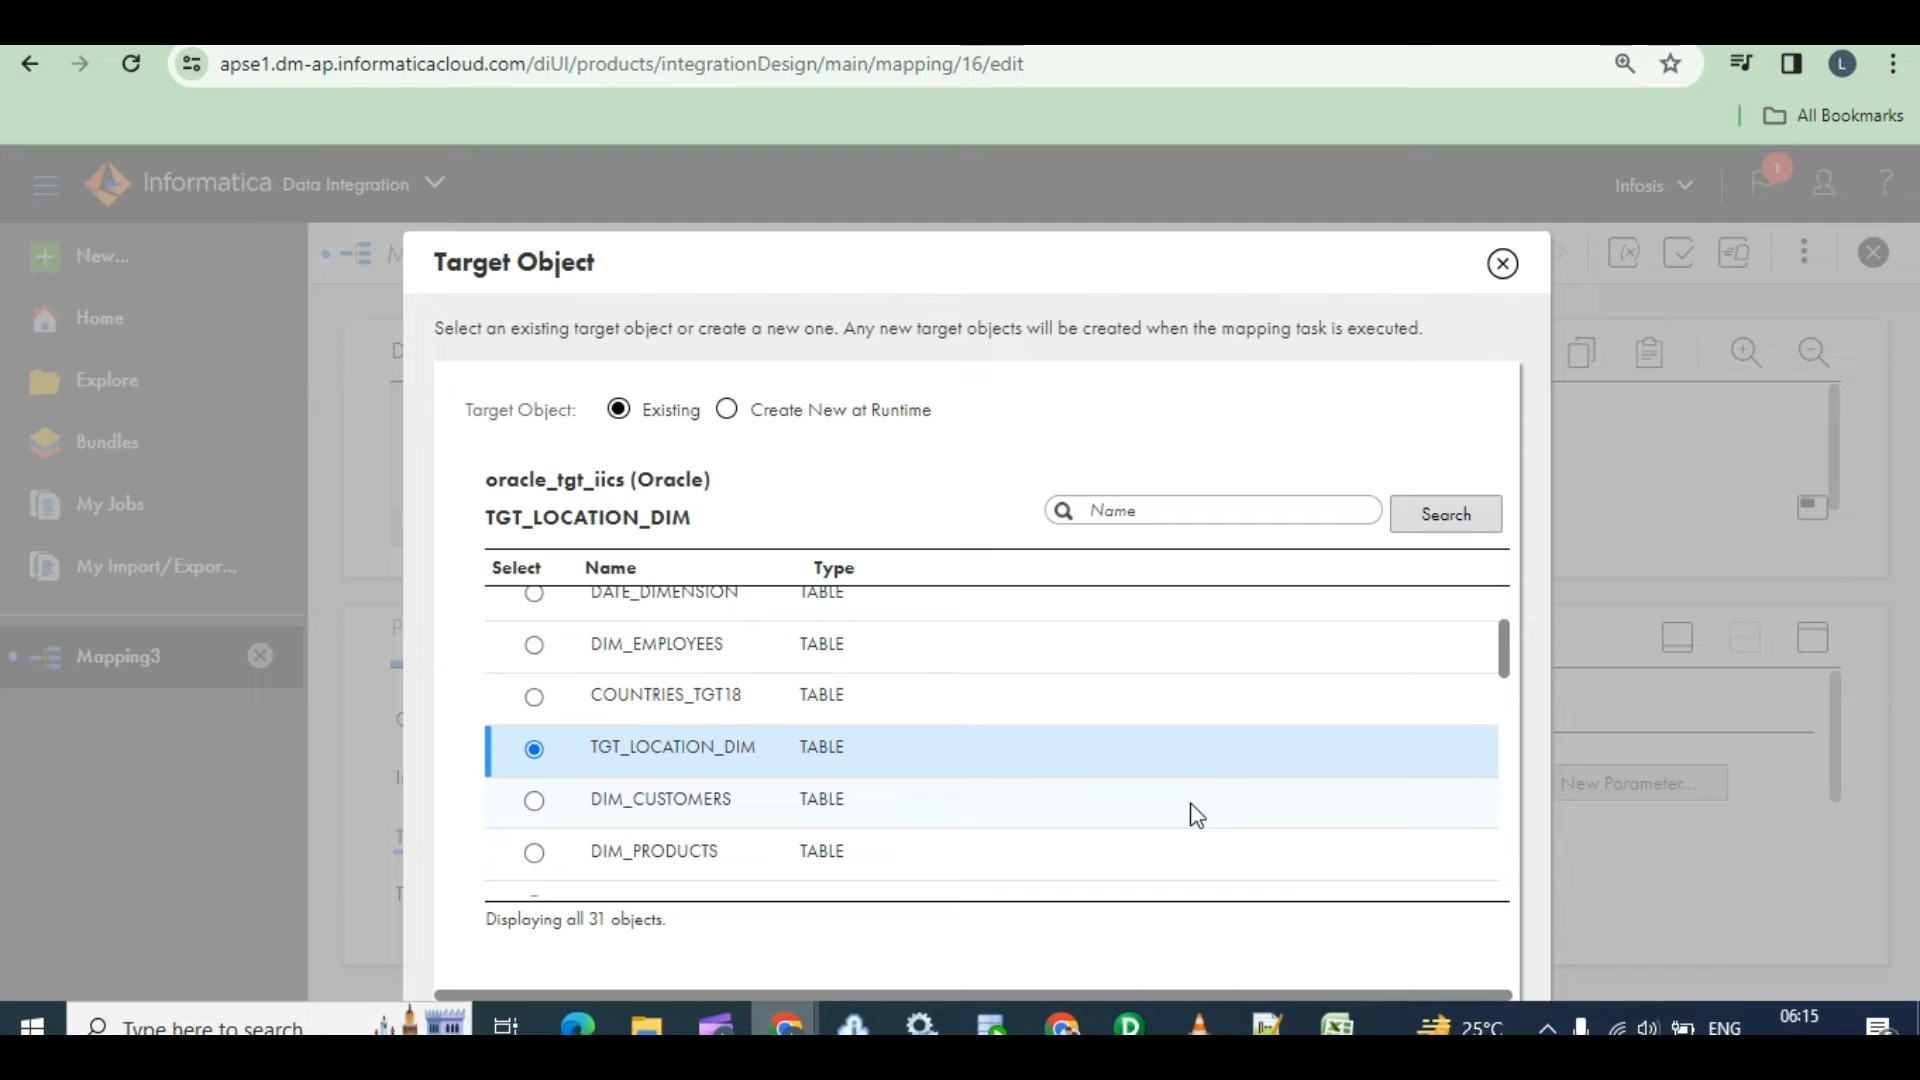 apse1.dm-ap.informaticacloud.com/diUI/products/integrationDesign/main/mapping/16/edit
L
All Bookmarks
Informatica Data Integration
Infosis
1
?
New...
Home
Explore
Bundles
My Jobs
My Import/Expor...
Mapping3
M
Target Object
Select an existing target object or create a new one. Any new target objects will be created when the mapping task is executed.
Target Object: Existing Create New at Runtime
oracle_tgt_iics (Oracle)
TGT_LOCATION_DIM
Name
Search
Select Name Type
DATE_DIMENSION TABLE
DIM_EMPLOYEES TABLE
COUNTRIES_TGT18 TABLE
TGT_LOCATION_DIM TABLE
DIM_CUSTOMERS TABLE
DIM_PRODUCTS TABLE
Displaying all 31 objects.
New Parameter...
Type here to search
25°C
ENG
06:15